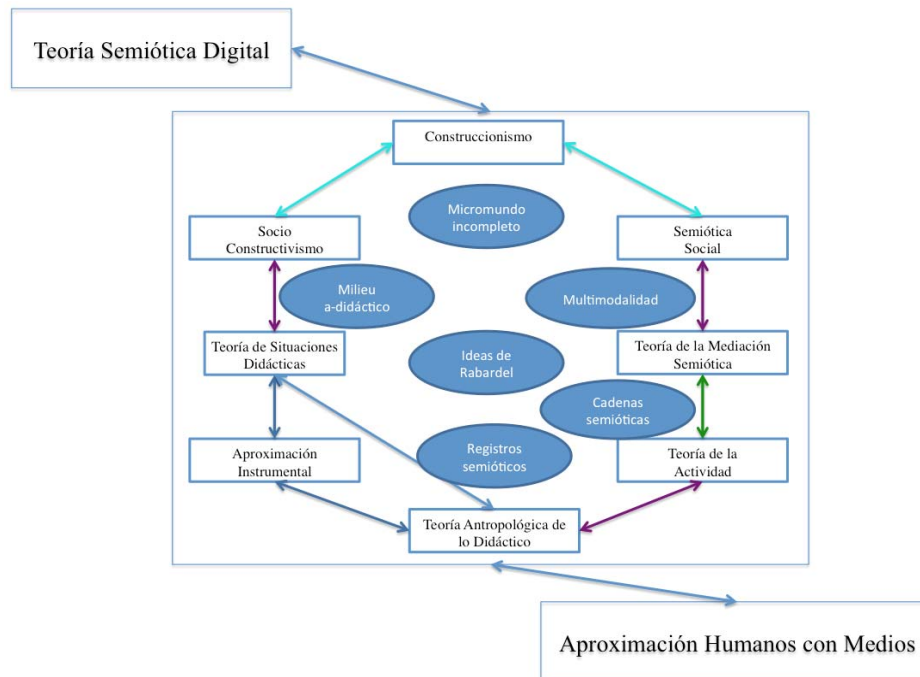 Teoría Semiótica Digital
Construccionismo
Micromundo
incompleto
Socio
Constructivismo
Semiótica
Social
Milieu
a-didáctico
Multimodalidad
Teoría de Situaciones
Didácticas
Ideas de
Rabardel
Teoría de la Mediación
Semiótica
Cadenas
semióticas
Aproximación
Instrumental
Registros
semióticos
Teoría de la
Actividad
Teoría Antropológica de
lo Didáctico
Aproximación Humanos con Medios